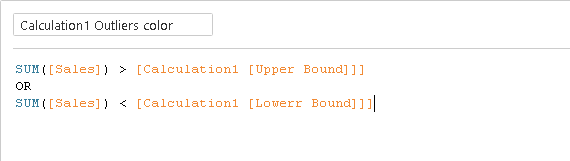 Calculation1 Outliers color
SUM([Sales]) > [Calculation1 [Upper Bound]]]
OR
SUM([Sales]) < [Calculation1 [Lowerr Bound]]]